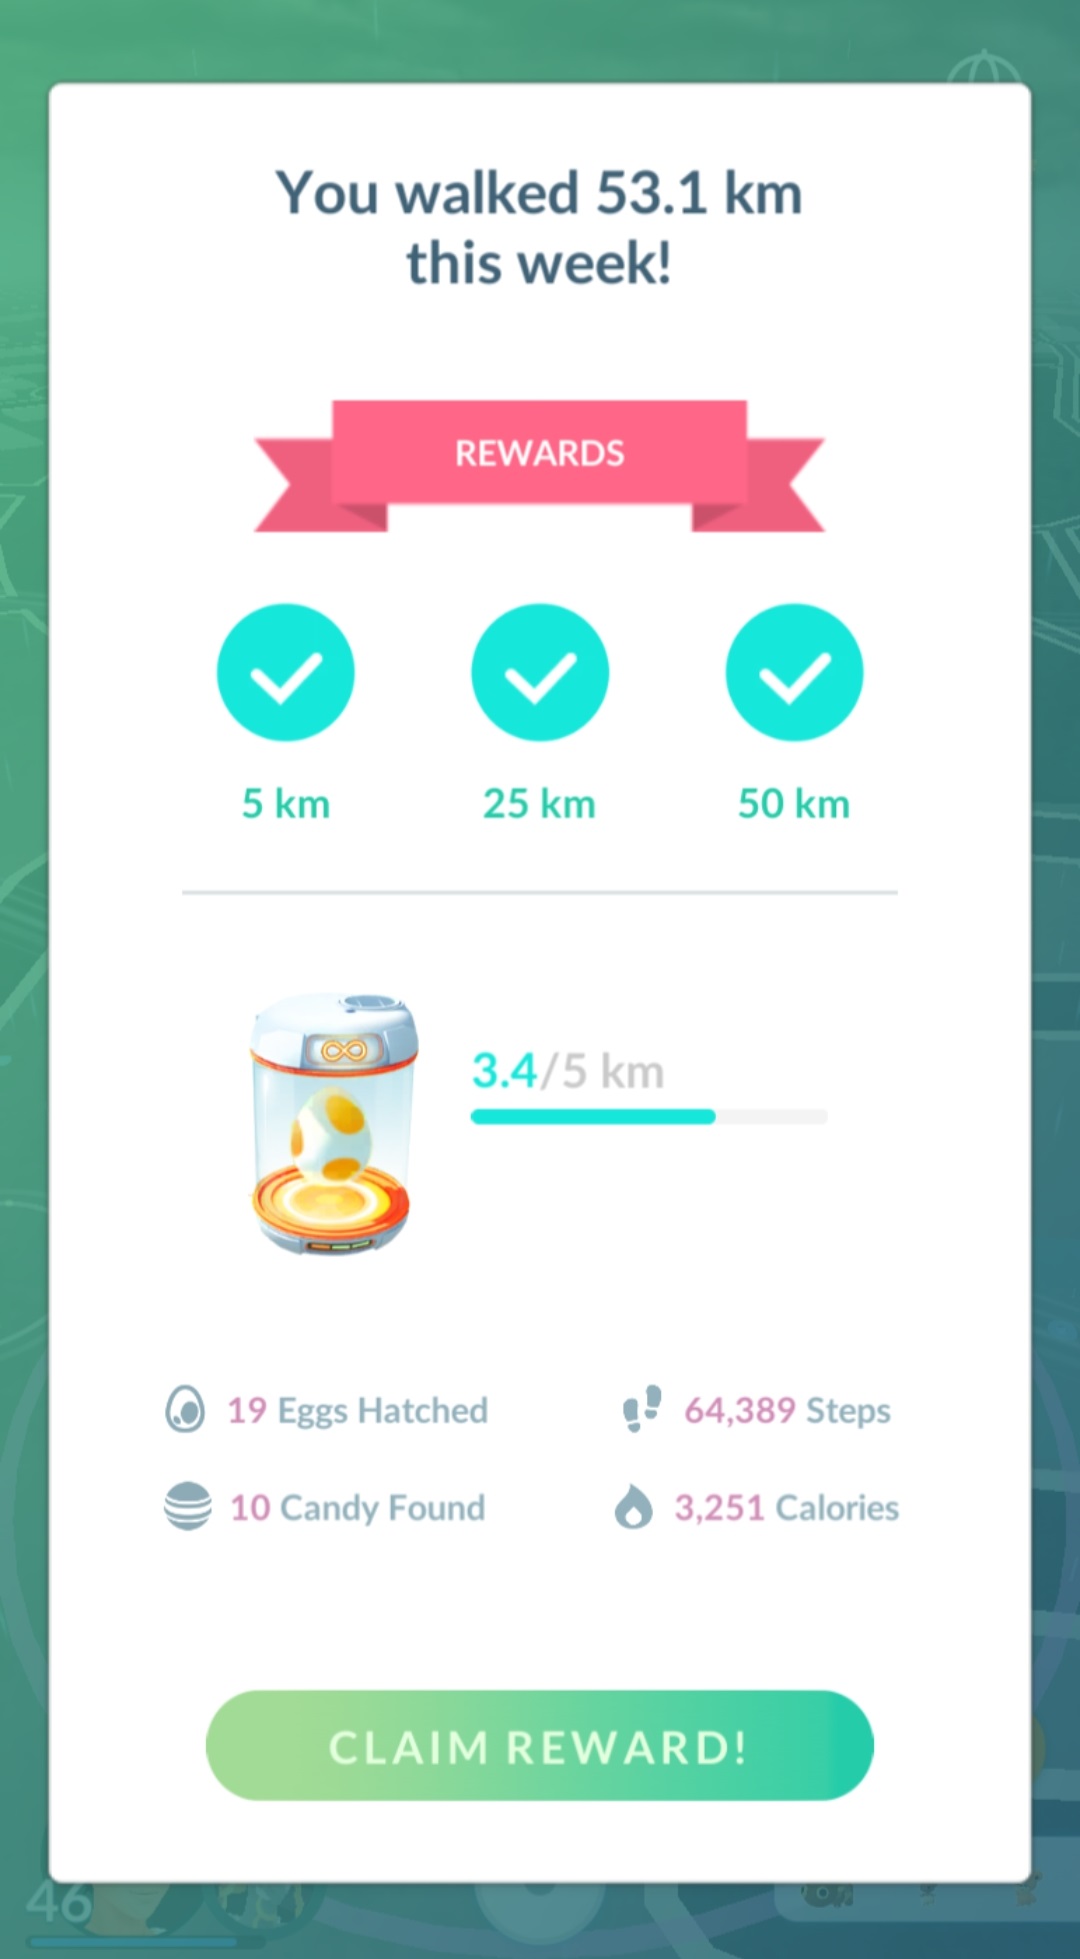 You walked 53.1 km
this week!
REWARDS
5 km 25 km 50 km
3.4/5 km
19 Eggs Hatched 64,389 Steps
10 Candy Found 3,251 Calories
CLAIM REWARD!
46